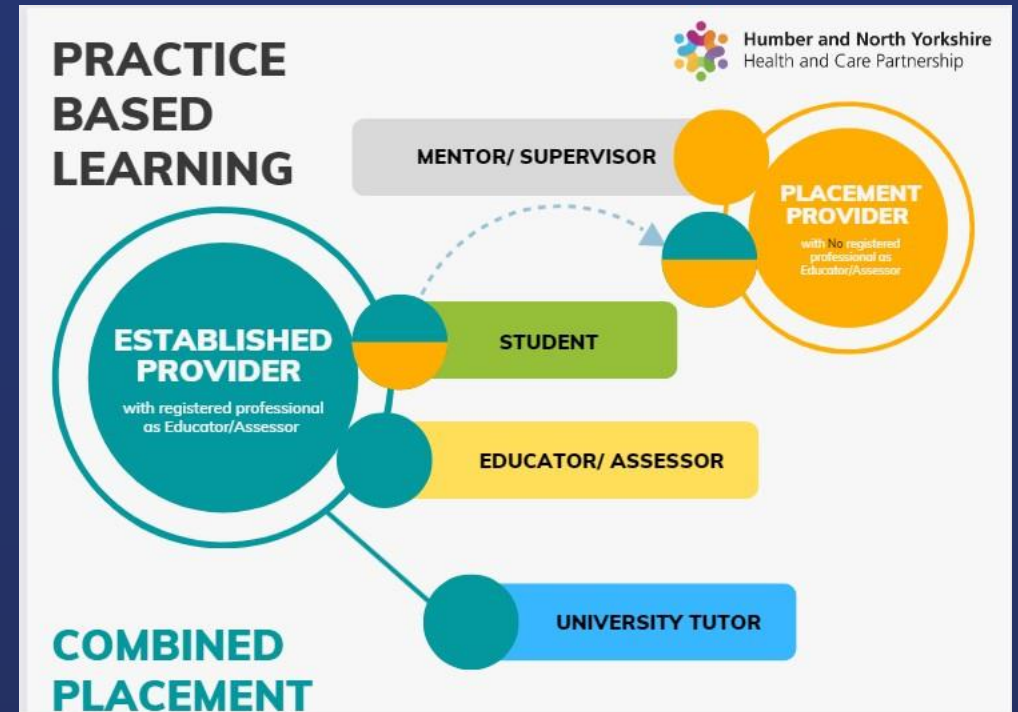 PRACTICE
BASED
LEARNING
Humber and North Yorkshire
Health and Care Partnership
MENTOR/ SUPERVISOR
PLACEMENT
PROVIDER
with No registered
professional as
Educator/Assessor
ESTABLISHED
PROVIDER
with registered professional
as Educator/Assessor
STUDENT
EDUCATOR/ ASSESSOR
UNIVERSITY TUTOR
COMBINED
PLACEMENT